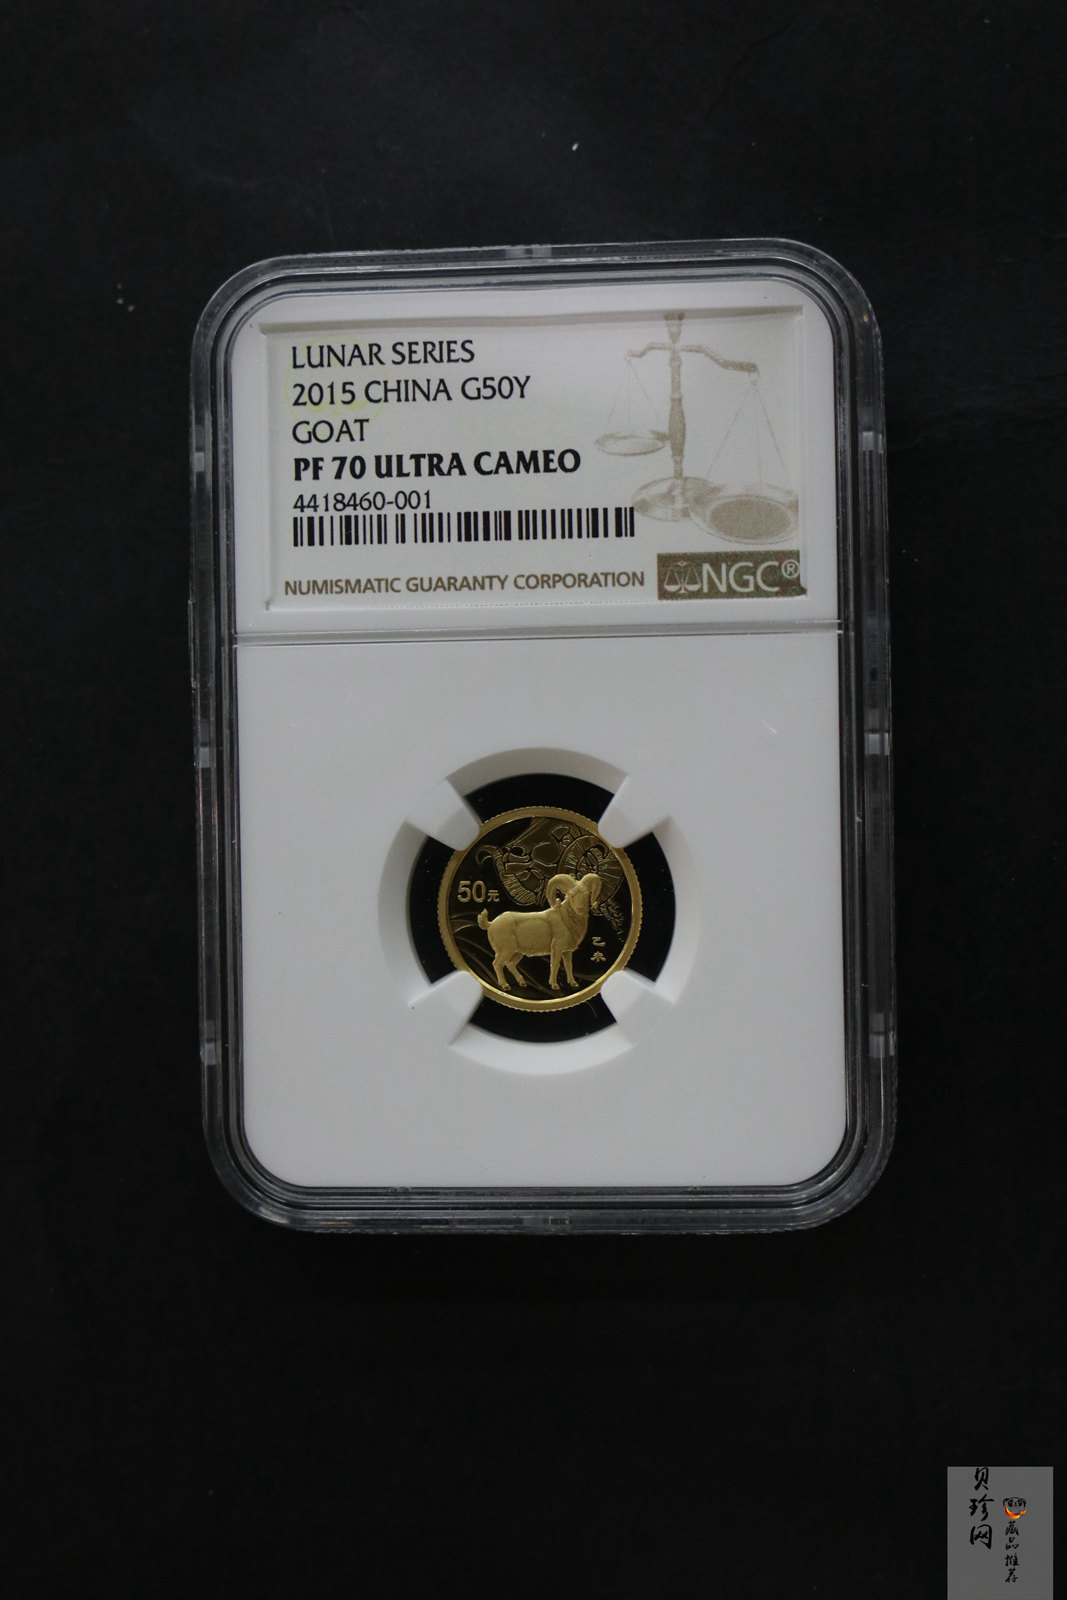 LUNAR SERIES
2015 CHINA G50Y
GOAT
PF 70 ULTRA CAMEO
4418460-001
NUMISMATIC GUARANTY CORPORATION
NGC®
50元
乙未
贝珍网
藏品推荐